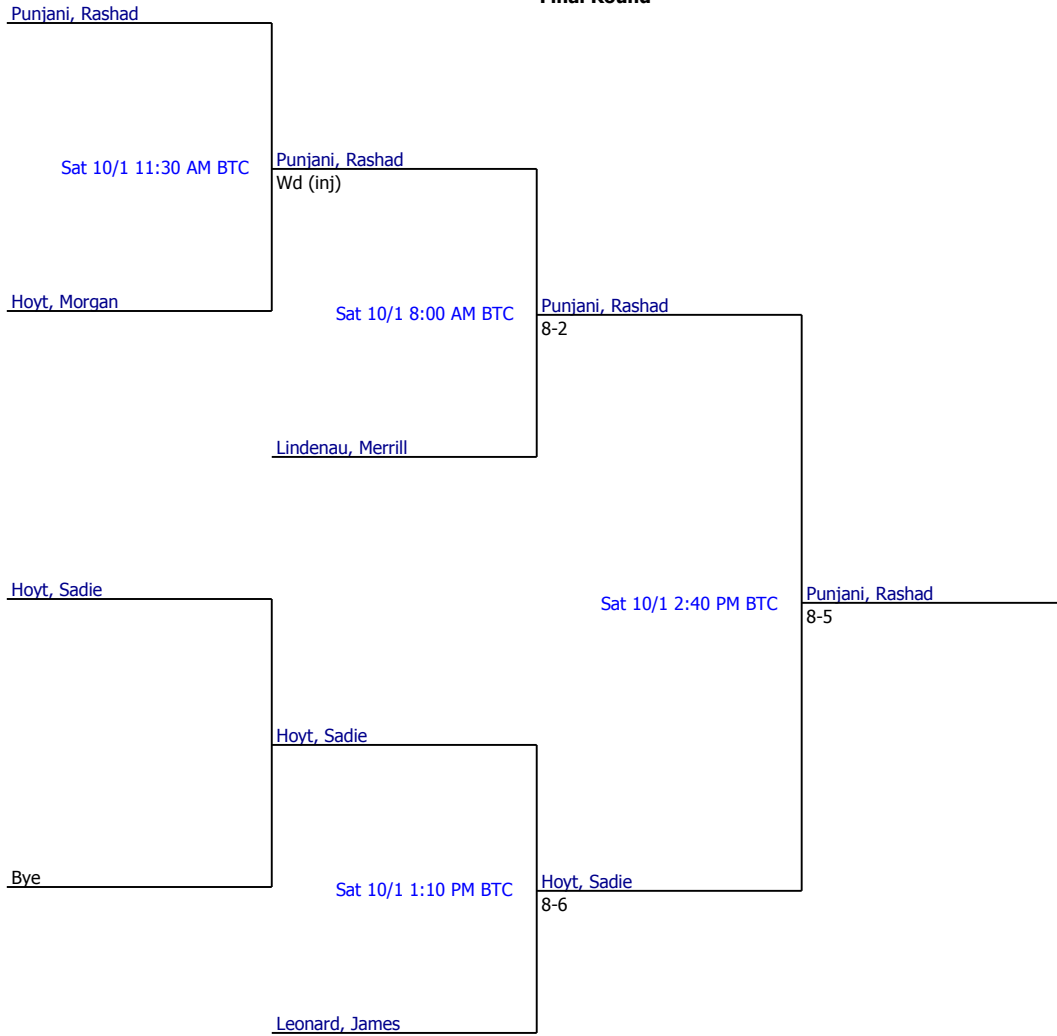 Final Round
Punjani, Rashad
Sat 10/1 11:30 AM BTC
Punjani, Rashad
Wd (inj)
Hoyt, Morgan
Sat 10/1 8:00 AM BTC
Punjani, Rashad
8-2
Lindenau, Merrill
Hoyt, Sadie
Sat 10/1 2:40 PM BTC
Punjani, Rashad
8-5
Hoyt, Sadie
Bye
Sat 10/1 1:10 PM BTC
Hoyt, Sadie
8-6
Leonard, James